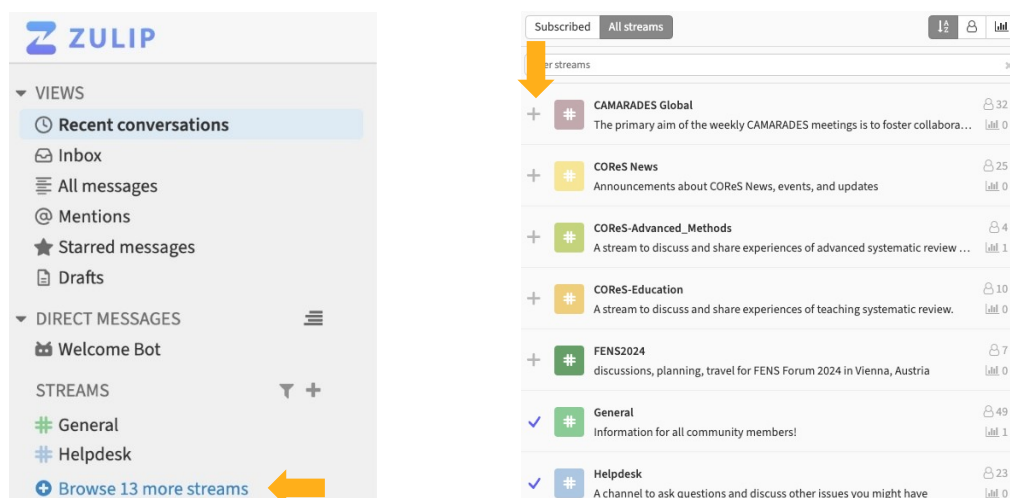 ZULIP
VIEWS
Recent conversations
Inbox
All messages
Mentions
Starred messages
Drafts
DIRECT MESSAGES
Welcome Bot
STREAMS
General
Helpdesk
Browse 13 more streams
Subscribed All streams
streams
CAMARADES Global 32
The primary aim of the weekly CAMARADES meetings is to foster collabora... 0
COReS News 25
Announcements about COReS News, events, and updates 0
COReS-Advanced_Methods 4
A stream to discuss and share experiences of advanced systematic review ... 1
COReS-Education 10
A stream to discuss and share experiences of teaching systematic review. 0
FENS2024 7
discussions, planning, travel for FENS Forum 2024 in Vienna, Austria 0
General 49
Information for all community members! 1
Helpdesk 23
A channel to ask questions and discuss other issues you might have 0